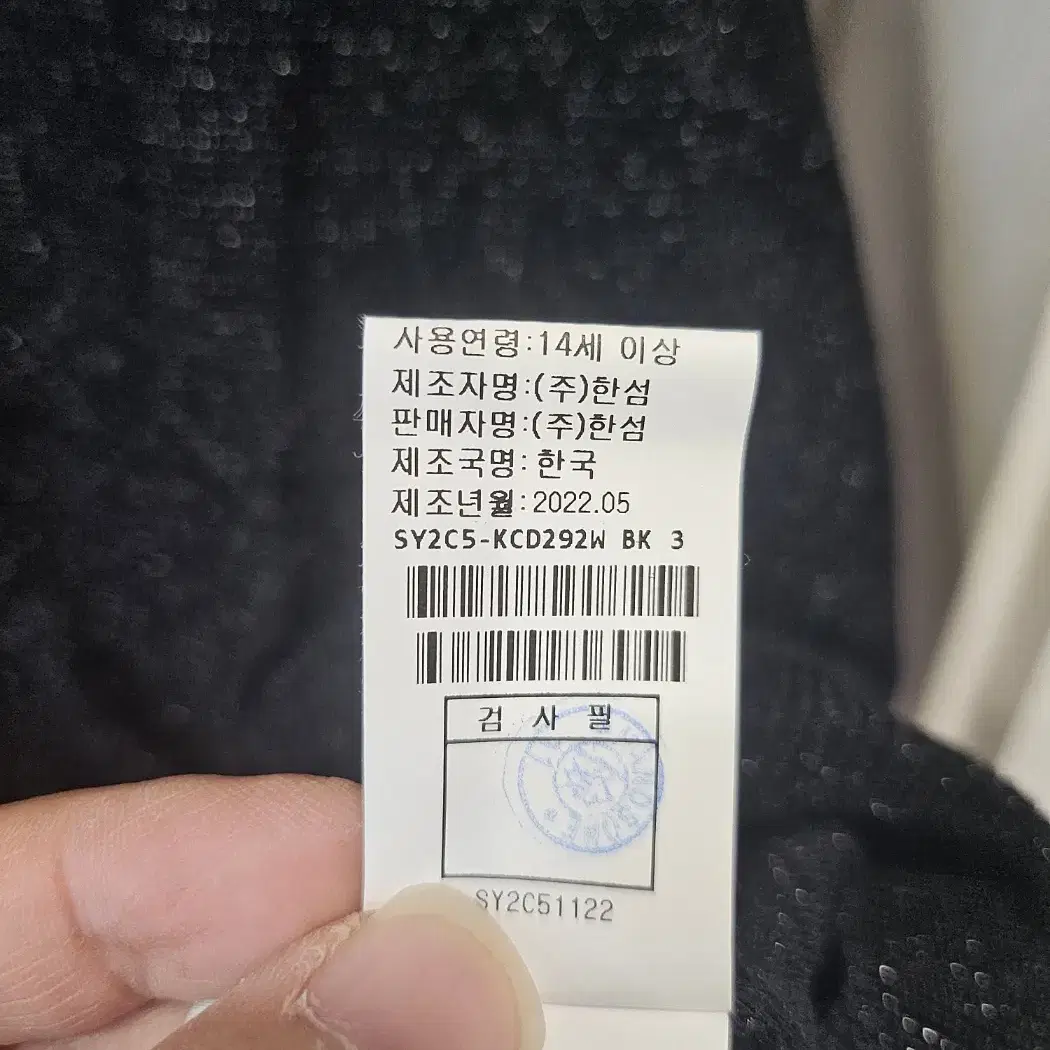 사용연령:14세 이상
제조자명:(주)한섬
판매자명:(주)한섬
제조국명: 한국
제조년월: 2022.05
SY2C5-KCD292W BK 3
검 사 필
SY2C51122